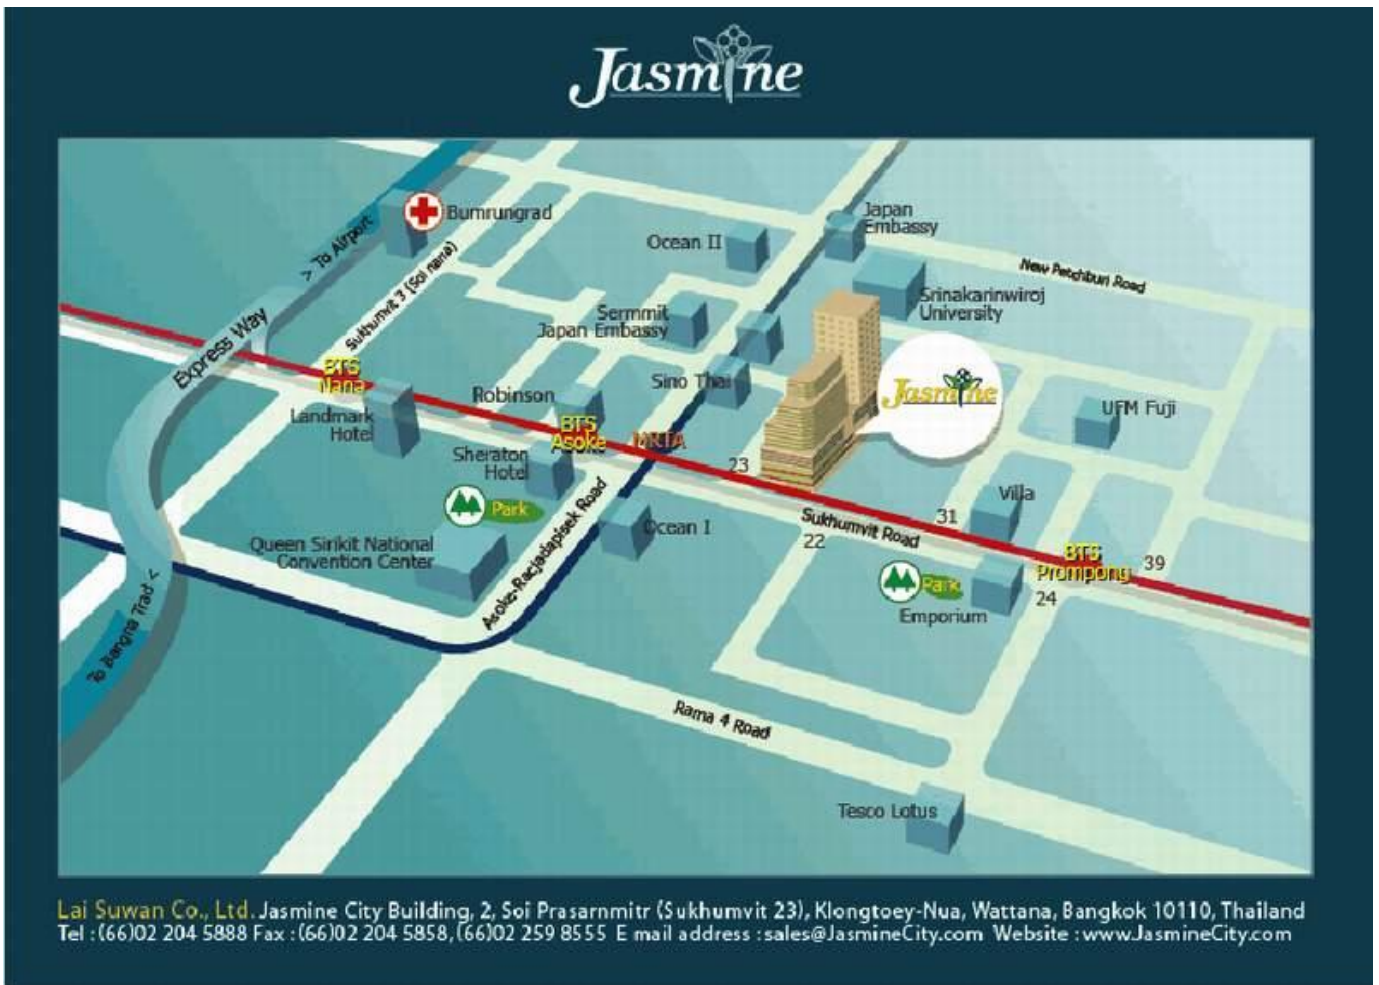 Jasmine
Bumrungrad
> To Airport
Sukhumvit 3 (Soi nana)
Express Way
Japan
Embassy
Ocean II
New Petchburi Road
Srinakarinwiroj
University
Sermmit
Japan Embassy
Jasmine
BTS
Nana
Sino Thai
Robinson
Landmark
Hotel
UFM Fuji
BTS
Asoke
MRTA
Sheraton
Hotel
23
Villa
Park
31
Sukhumvit Road
22
Ocean I
Asoke-Racjadapisek Road
Queen Sirikit National
Convention Center
BTS
Prompong
39
Park
24
Emporium
To Bangna Trad <
Rama 4 Road
Tesco Lotus
Lai Suwan Co., Ltd. Jasmine City Building, 2, Soi Prasarnmitr (Sukhumvit 23), Klongtoey-Nua, Wattana, Bangkok 10110, Thailand
Tel :(66)02 204 5888 Fax :(66)02 204 5858, (66)02 259 8555 E mail address :sales@JasmineCity.com Website :www.JasmineCity.com